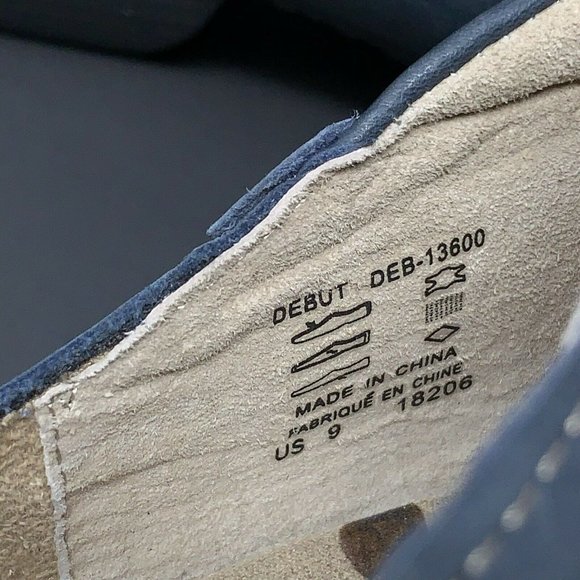 DEBUT DEB-13600
MADE IN CHINA
FABRIQUÉ EN CHINE
US 9 18206